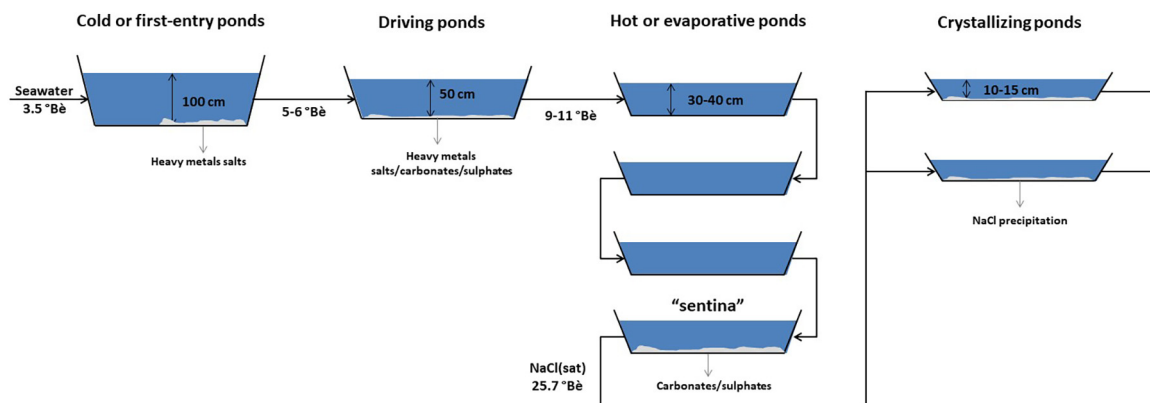 Cold or first-entry ponds
Driving ponds
Hot or evaporative ponds
Crystallizing ponds
Seawater
3.5 °Bè
100 cm
5-6 °Bè
50 cm
9-11 °Bè
30-40 cm
10-15 cm
Heavy metals salts
Heavy metals
salts/carbonates/sulphates
NaCl precipitation
“sentina”
NaCl(sat)
25.7 °Bè
Carbonates/sulphates